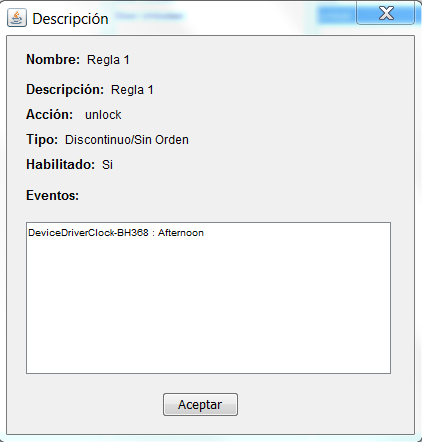 Descripción
Nombre: Regla 1
Descripción: Regla 1
Acción: unlock
Tipo: Discontinuo/Sin Orden
Habilitado: Si
Eventos:
DeviceDriverClock-BH368 : Afternoon
Aceptar